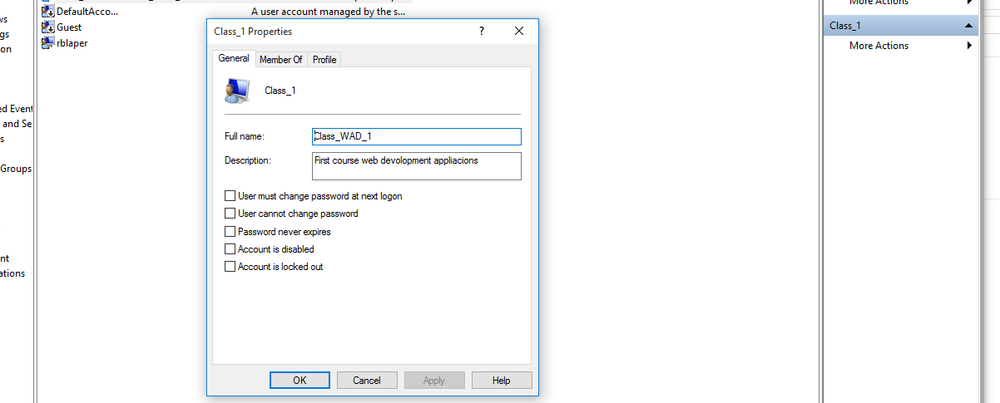 More Actions
DefaultAcco... A user account managed by the s...
Guest
rblaper
ws
gs
on
ed Event
and Se
s
Groups
nt
ations
Class_1 Properties
?
General Member Of Profile
Class_1
Full name: Class_WAD_1
Description: First course web devolopment appliacions
User must change password at next logon
User cannot change password
Password never expires
Account is disabled
Account is locked out
OK Cancel Apply Help
Class_1
More Actions